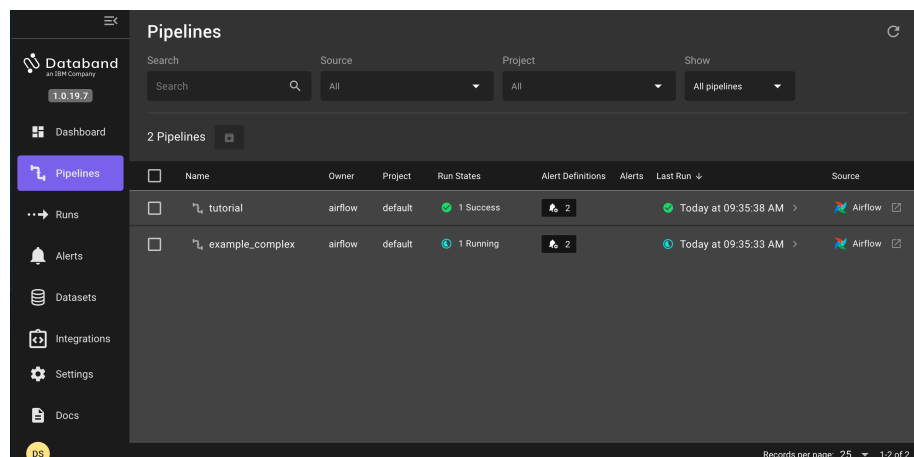 Databand
an IBM Company
1.0.19.7
Dashboard
Pipelines
Runs
Alerts
Datasets
Integrations
Settings
Docs
DS
Pipelines
Search Source Project Show
Search All All All pipelines
2 Pipelines
Name Owner Project Run States Alert Definitions Alerts Last Run Source
tutorial airflow default 1 Success 2 Today at 09:35:38 AM Airflow
example_complex airflow default 1 Running 2 Today at 09:35:33 AM Airflow
Records per page: 25 1-2 of 2